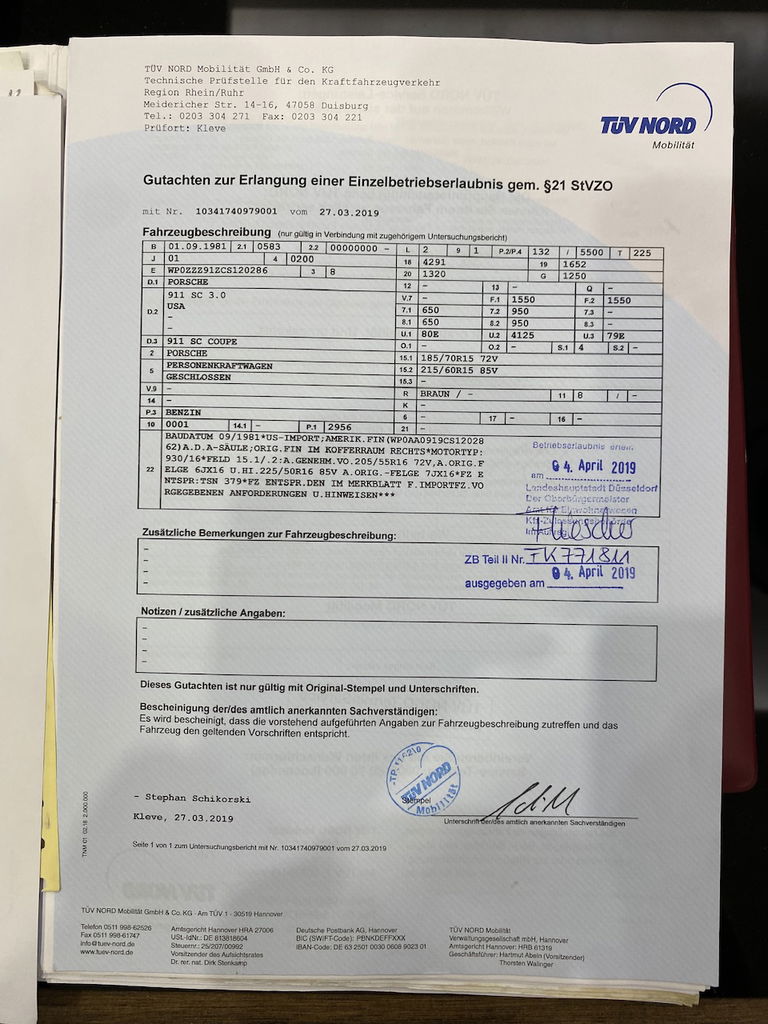 TÜV NORD Mobilität GmbH & Co. KG
Technische Prüfstelle für den Kraftfahrzeugverkehr
Region Rhein/Ruhr
Meidericher Str. 14-16, 47058 Duisburg
Tel.: 0203 304 271 Fax: 0203 304 221
Prüfort: Kleve
TÜV NORD
Mobilität
Gutachten zur Erlangung einer Einzelbetriebserlaubnis gem. §21 StVZO
mit Nr. 10341740979001 vom 27.03.2019
Fahrzeugbeschreibung (nur gültig in Verbindung mit zugehörigem Untersuchungsbericht)
B 01.09.1981 2.1 0583 2.2 00000000 - L 2 9 1 P.2/P.4 132 / 5500 T 225
J 01 4 0200 18 4291 19 1652
E WP0ZZZ91ZCS120286 3 8 20 1320 G 1250
D.1 PORSCHE 12 - 13 - Q -
D.2 911 SC 3.0 V.7 - F.1 1550 F.2 1550
USA 7.1 650 7.2 950 7.3 -
- 8.1 650 8.2 950 8.3 -
- U.1 80E U.2 4125 U.3 79E
D.3 911 SC COUPE O.1 - O.2 - S.1 4 S.2 -
2 PORSCHE 15.1 185/70R15 72V
5 PERSONENKRAFTWAGEN 15.2 215/60R15 85V
GESCHLOSSEN 15.3 -
V.9 - R BRAUN / - 11 8 / -
14 - K -
P.3 BENZIN 6 - 17 - 16 -
10 0001 14.1 - P.1 2956 21 -
22 BAUDATUM 09/1981*US-IMPORT;AMERIK.FIN(WP0AA0919CS12028
62)A.D.A-SÄULE;ORIG.FIN IM KOFFERRAUM RECHTS*MOTORTYP:
930/16*FELD 15.1/.2:A.GENEHM.VO.205/55R16 72V,A.ORIG.F
ELGE 6JX16 U.HI.225/50R16 85V A.ORIG.-FELGE 7JX16*FZ E
NTSPR:TSN 379*FZ ENTSPR.DEN IM MERKBLATT F.IMPORTFZ.VO
RGEGEBENEN ANFORDERUNGEN U.HINWEISEN***
Betriebserlaubnis erteilt
am 04. April 2019
Landeshauptstadt Düsseldorf
Der Oberbürgermeister
Amt für Einwohnerwesen
Kfz-Zulassungsbehörde
Im Auftrag
Zusätzliche Bemerkungen zur Fahrzeugbeschreibung:
-
-
-
-
ZB Teil II Nr. TK771811
ausgegeben am 04. April 2019
Notizen / zusätzliche Angaben:
-
-
-
-
Dieses Gutachten ist nur gültig mit Original-Stempel und Unterschriften.
Bescheinigung der/des amtlich anerkannten Sachverständigen:
Es wird bescheinigt, dass die vorstehend aufgeführten Angaben zur Fahrzeugbeschreibung zutreffen und das
Fahrzeug den geltenden Vorschriften entspricht.
TÜV NORD
Mobilität
Stempel
- Stephan Schikorski
Kleve, 27.03.2019
Unterschrift der/des amtlich anerkannten Sachverständigen
Seite 1 von 1 zum Untersuchungsbericht mit Nr. 10341740979001 vom 27.03.2019
TÜV NORD Mobilität GmbH & Co. KG · Am TÜV 1 · 30519 Hannover
Telefon 0511 998-62526
Fax 0511 998-61747
info@tuev-nord.de
www.tuev-nord.de
Amtsgericht Hannover HRA 27006
USt.-IdNr.: DE 813818604
Steuernr.: 25/207/00992
Vorsitzender des Aufsichtsrates
Dr. rer. nat. Dirk Stenkamp
Deutsche Postbank AG, Hannover
BIC (SWIFT-Code): PBNKDEFFXXX
IBAN-Code: DE 63 2501 0030 0608 9023 01
TÜV NORD Mobilität
Verwaltungsgesellschaft mbH, Hannover
Amtsgericht Hannover: HRB 61319
Geschäftsführer: Hartmut Abeln (Vorsitzender)
Thorsten Walinger